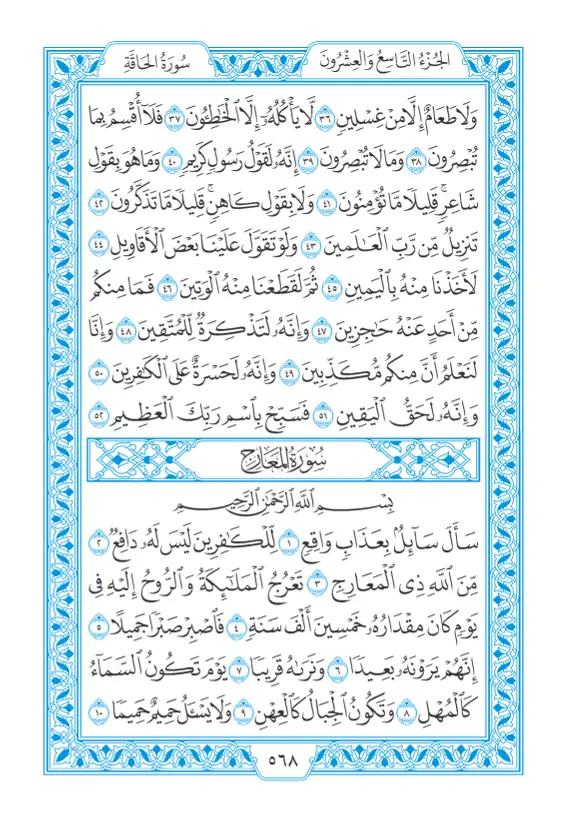 الجُزْءُ التَّاسِعُ وَالعِشْرُونَ
سُورَةُ الحَاقَّةِ
وَلَا طَعَامٌ إِلَّا مِنْ غِسْلِينٍ ٣٦ لَّا يَأْكُلُهُۥٓ إِلَّا ٱلْخَٰطِـُٔونَ ٣٧ فَلَآ أُقْسِمُ بِمَا
تُبْصِرُونَ ٣٨ وَمَا لَا تُبْصِرُونَ ٣٩ إِنَّهُۥ لَقَوْلُ رَسُولٍ كَرِيمٍ ٤٠ وَمَا هُوَ بِقَوْلِ
شَاعِرٍۚ قَلِيلًا مَّا تُؤْمِنُونَ ٤١ وَلَا بِقَوْلِ كَاهِنٍۚ قَلِيلًا مَّا تَذَكَّرُونَ ٤٢
تَنزِيلٌ مِّن رَّبِّ ٱلْعَٰلَمِينَ ٤٣ وَلَوْ تَقَوَّلَ عَلَيْنَا بَعْضَ ٱلْأَقَاوِيلِ ٤٤
لَأَخَذْنَا مِنْهُ بِٱلْيَمِينِ ٤٥ ثُمَّ لَقَطَعْنَا مِنْهُ ٱلْوَتِينَ ٤٦ فَمَا مِنكُم
مِّنْ أَحَدٍ عَنْهُ حَٰجِزِينَ ٤٧ وَإِنَّهُۥ لَتَذْكِرَةٌ لِّلْمُتَّقِينَ ٤٨ وَإِنَّا
لَنَعْلَمُ أَنَّ مِنكُم مُّكَذِّبِينَ ٤٩ وَإِنَّهُۥ لَحَسْرَةٌ عَلَى ٱلْكَٰفِرِينَ ٥٠
وَإِنَّهُۥ لَحَقُّ ٱلْيَقِينِ ٥١ فَسَبِّحْ بِٱسْمِ رَبِّكَ ٱلْعَظِيمِ ٥٢
سُورَةُ المَعَارِجِ
بِسْمِ ٱللَّهِ ٱلرَّحْمَٰنِ ٱلرَّحِيمِ
سَأَلَ سَآئِلٌۢ بِعَذَابٍ وَاقِعٍ ١ لِّلْكَٰفِرِينَ لَيْسَ لَهُۥ دَافِعٌ ٢
مِّنَ ٱللَّهِ ذِى ٱلْمَعَارِجِ ٣ تَعْرُجُ ٱلْمَلَٰٓئِكَةُ وَٱلرُّوحُ إِلَيْهِ فِى
يَوْمٍ كَانَ مِقْدَارُهُۥ خَمْسِينَ أَلْفَ سَنَةٍ ٤ فَٱصْبِرْ صَبْرًا جَمِيلًا ٥
إِنَّهُمْ يَرَوْنَهُۥ بَعِيدًا ٦ وَنَرَىٰهُ قَرِيبًا ٧ يَوْمَ تَكُونُ ٱلسَّمَآءُ
كَٱلْمُهْلِ ٨ وَتَكُونُ ٱلْجِبَالُ كَٱلْعِهْنِ ٩ وَلَا يَسْـَٔلُ حَمِيمٌ حَمِيمًا ١٠
٥٦٨